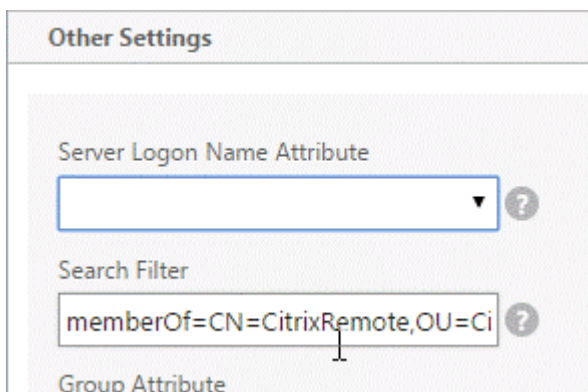 Other Settings
Server Logon Name Attribute
?
Search Filter
memberOf=CN=CitrixRemote,OU=Ci
?
Group Attribute